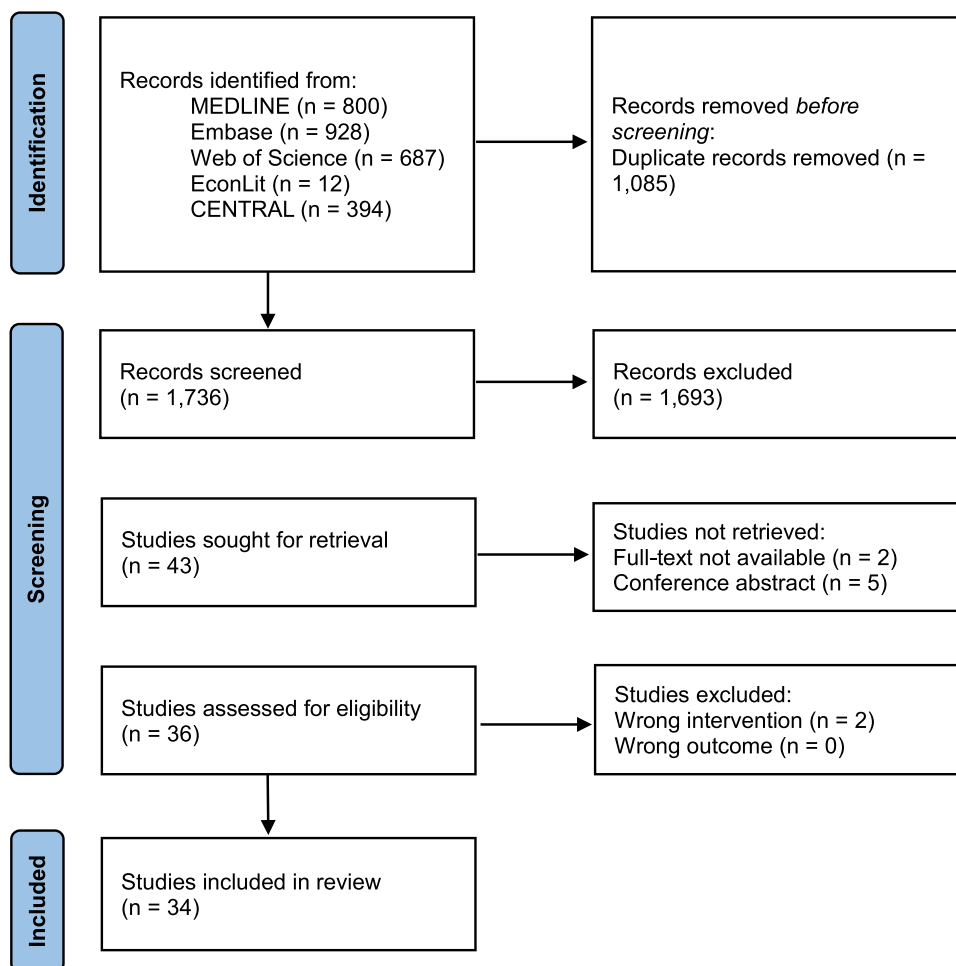 Identification
Records identified from:
MEDLINE (n = 800)
Embase (n = 928)
Web of Science (n = 687)
EconLit (n = 12)
CENTRAL (n = 394)
Records removed before
screening:
Duplicate records removed (n =
1,085)
Screening
Records screened
(n = 1,736)
Records excluded
(n = 1,693)
Studies sought for retrieval
(n = 43)
Studies not retrieved:
Full-text not available (n = 2)
Conference abstract (n = 5)
Studies assessed for eligibility
(n = 36)
Studies excluded:
Wrong intervention (n = 2)
Wrong outcome (n = 0)
Included
Studies included in review
(n = 34)